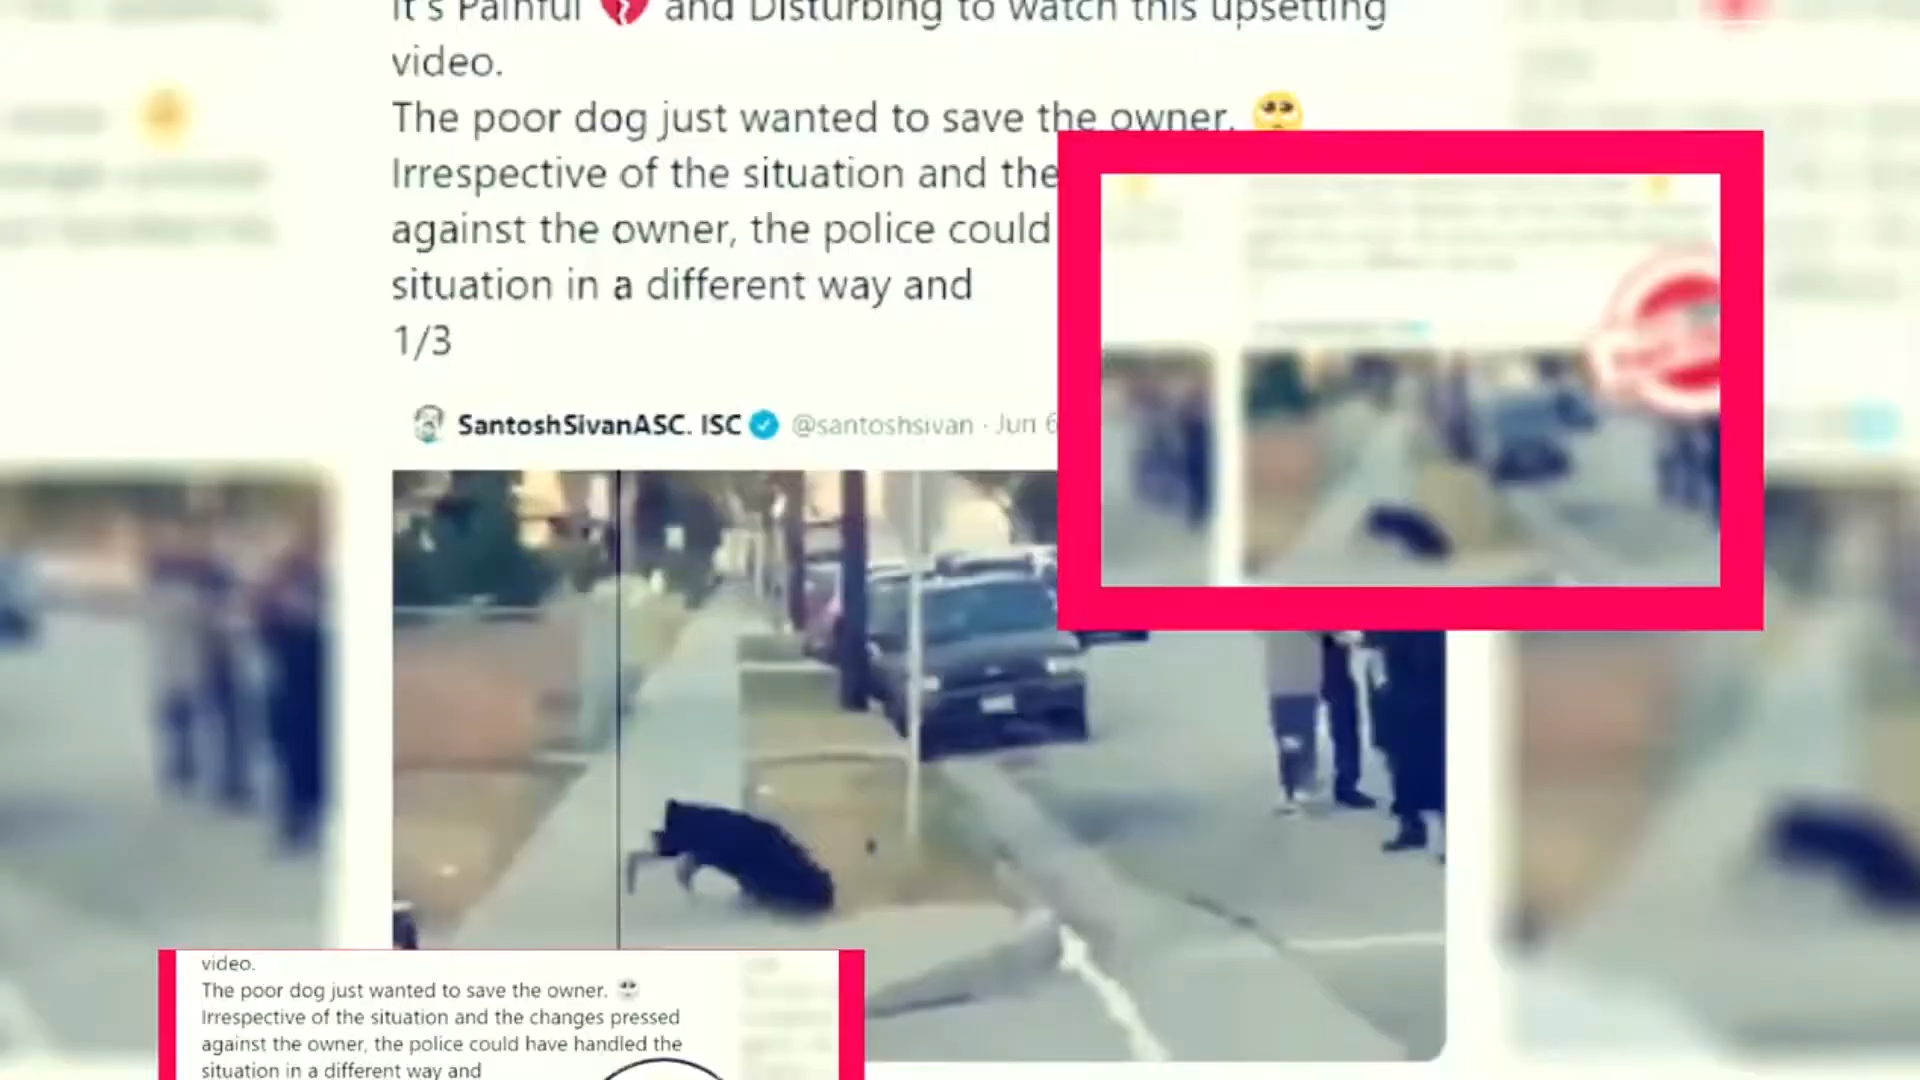 It's Painful 💔 and Disturbing to watch this upsetting
video.
The poor dog just wanted to save the owner. 🥺
Irrespective of the situation and the
against the owner, the police could
situation in a different way and
1/3
SantoshSivanASC. ISC @santoshsivan · Jun 6
video.
The poor dog just wanted to save the owner.
Irrespective of the situation and the changes pressed
against the owner, the police could have handled the
situation in a different way and